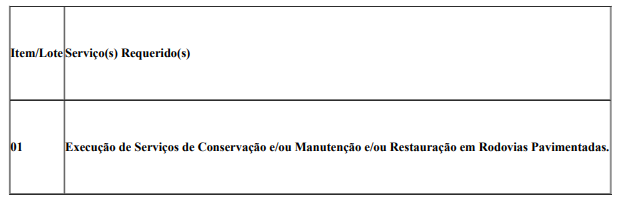 Item/Lote Serviço(s) Requerido(s)
01 Execução de Serviços de Conservação e/ou Manutenção e/ou Restauração em Rodovias Pavimentadas.